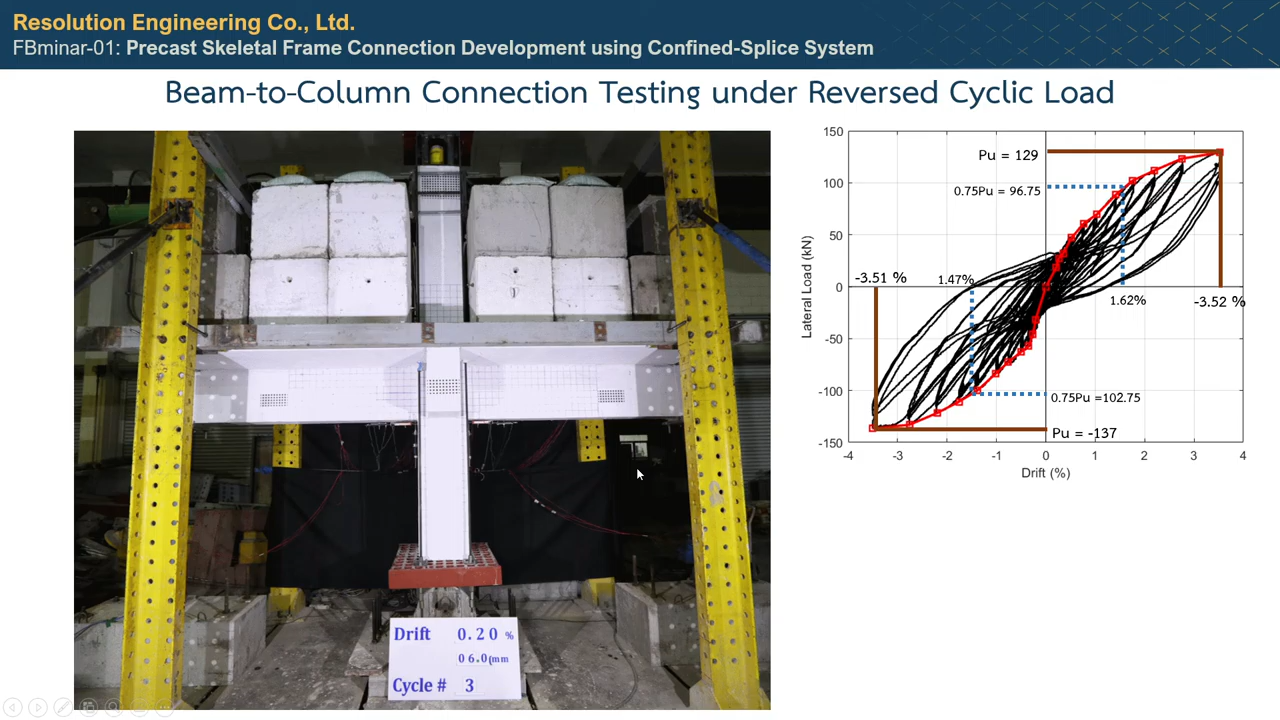 Resolution Engineering Co., Ltd.
FBminar-01: Precast Skeletal Frame Connection Development using Confined-Splice System
Beam-to-Column Connection Testing under Reversed Cyclic Load
Drift 0.20 %
06.0(mm
Cycle # 3
150
100
50
0
-50
-100
-150
Lateral Load (kN)
Pu = 129
0.75Pu = 96.75
-3.51 %
1.47%
1.62%
-3.52 %
0.75Pu =102.75
Pu = -137
-4 -3 -2 -1 0 1 2 3 4
Drift (%)